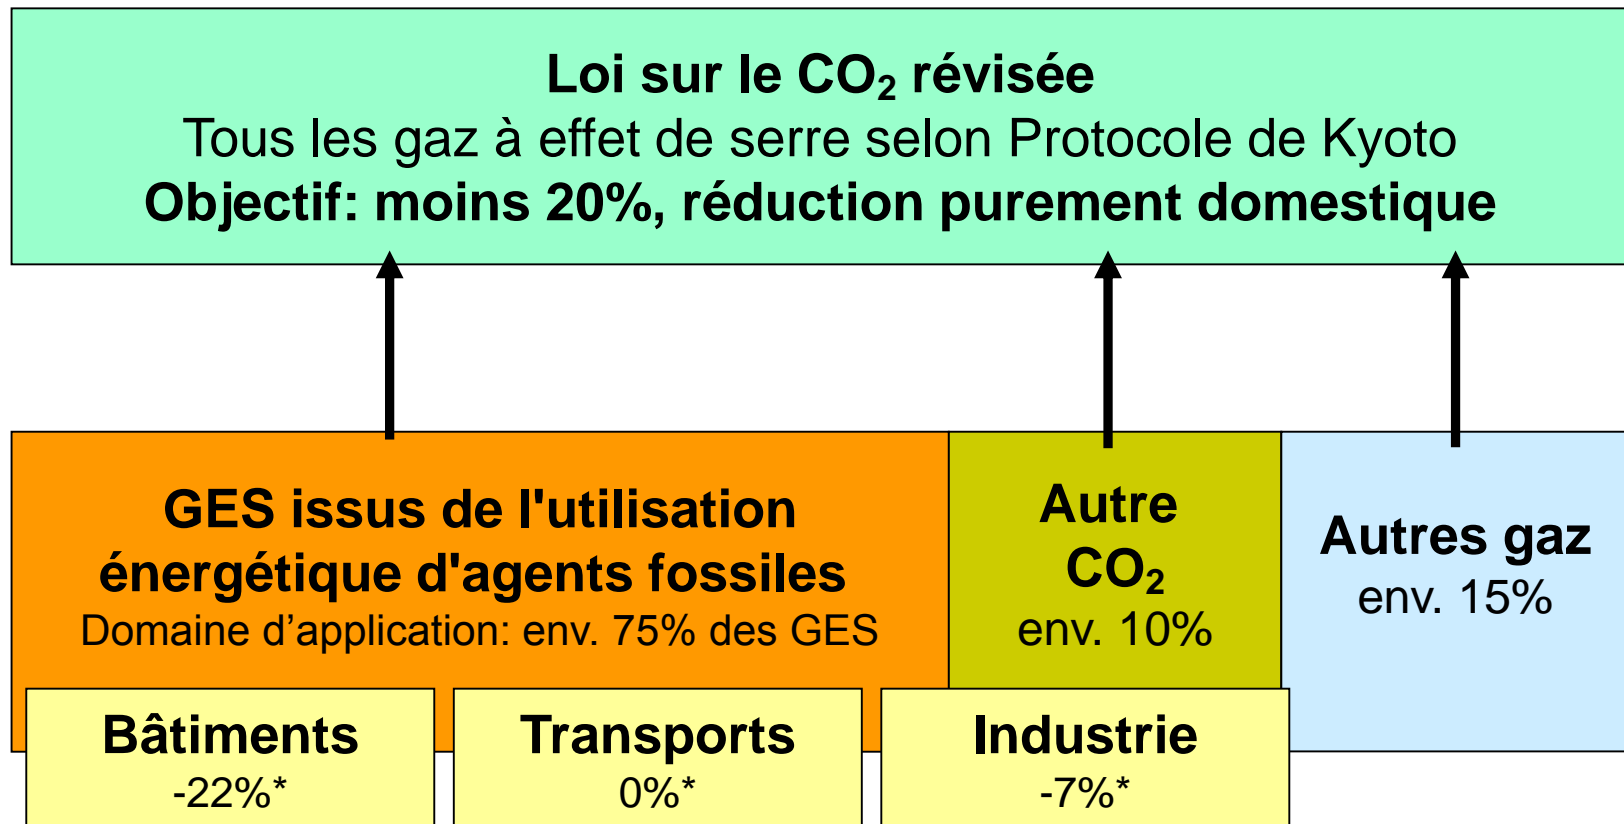 Loi sur le CO₂ révisée
Tous les gaz à effet de serre selon Protocole de Kyoto
Objectif: moins 20%, réduction purement domestique
GES issus de l'utilisation
énergétique d'agents fossiles
Domaine d’application: env. 75% des GES
Autre
CO₂
env. 10%
Autres gaz
env. 15%
Bâtiments
-22%*
Transports
0%*
Industrie
-7%*